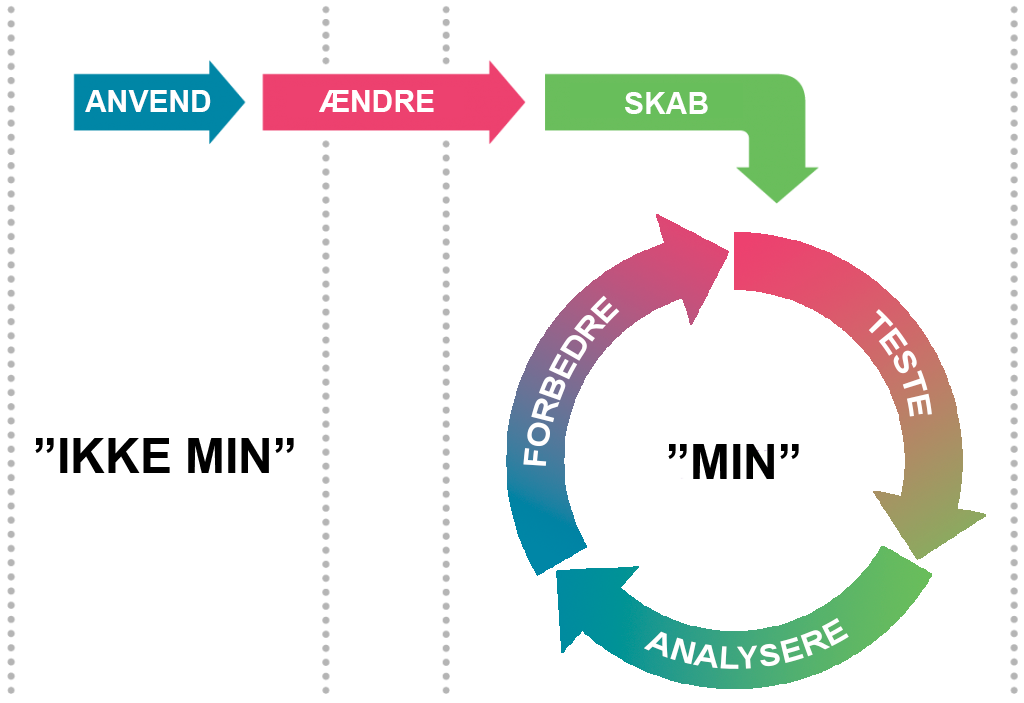 ANVEND
ÆNDRE
SKAB
TESTE
ANALYSERE
FORBEDRE
”IKKE MIN”
”MIN”